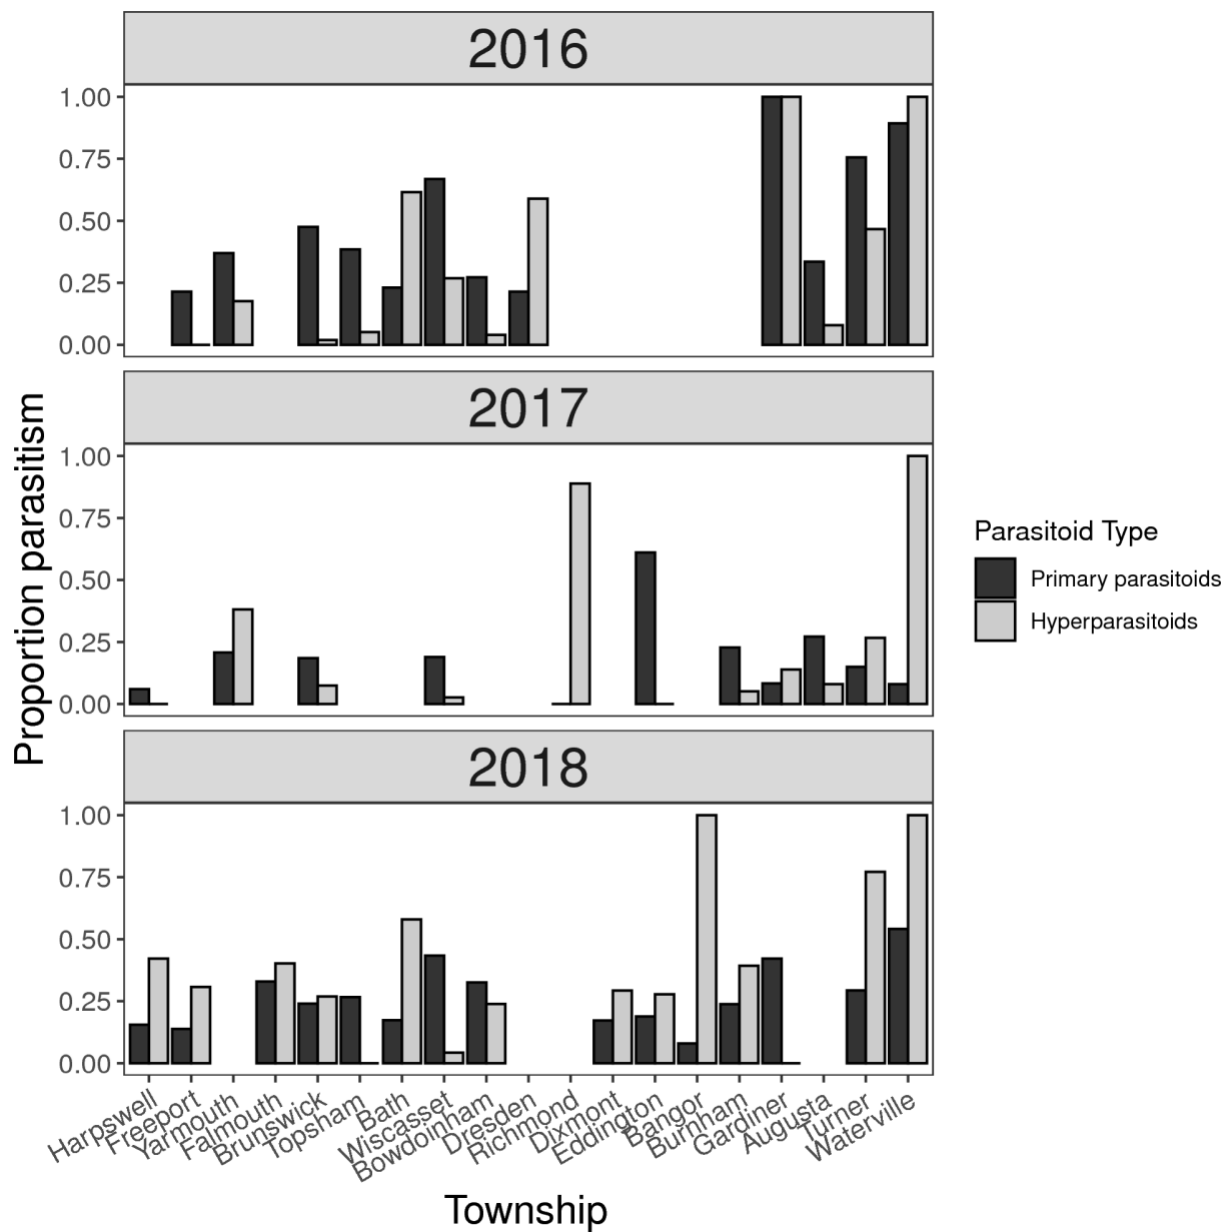 2016
1.00
0.75
0.50
0.25
0.00
2017
1.00
0.75
0.50
0.25
0.00
2018
1.00
0.75
0.50
0.25
0.00
Proportion parasitism
Harpswell
Freeport
Yarmouth
Falmouth
Brunswick
Topsham
Bath
Wiscasset
Bowdoinham
Dresden
Richmond
Dixmont
Eddington
Bangor
Burnham
Gardiner
Augusta
Turner
Waterville
Township
Parasitoid Type
Primary parasitoids
Hyperparasitoids